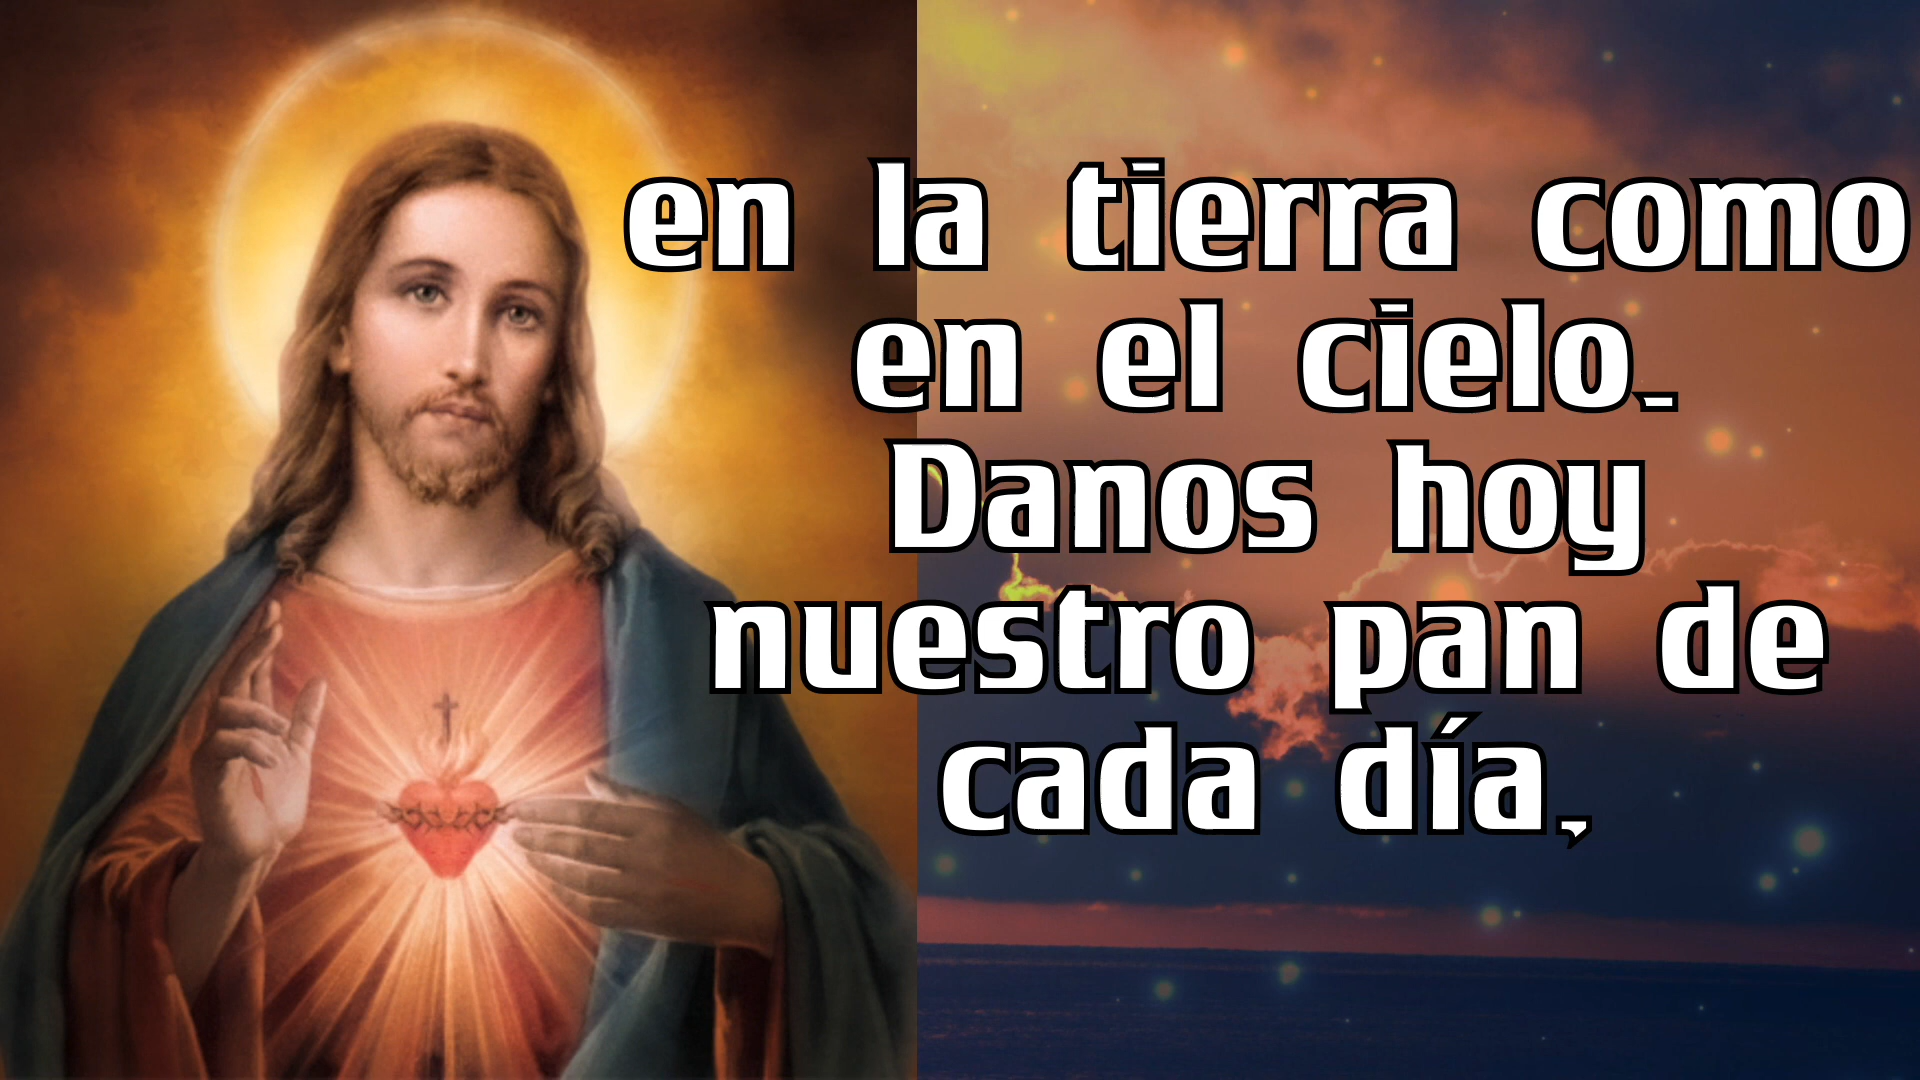 en la tierra como
en el cielo.
Danos hoy
nuestro pan de
cada día,